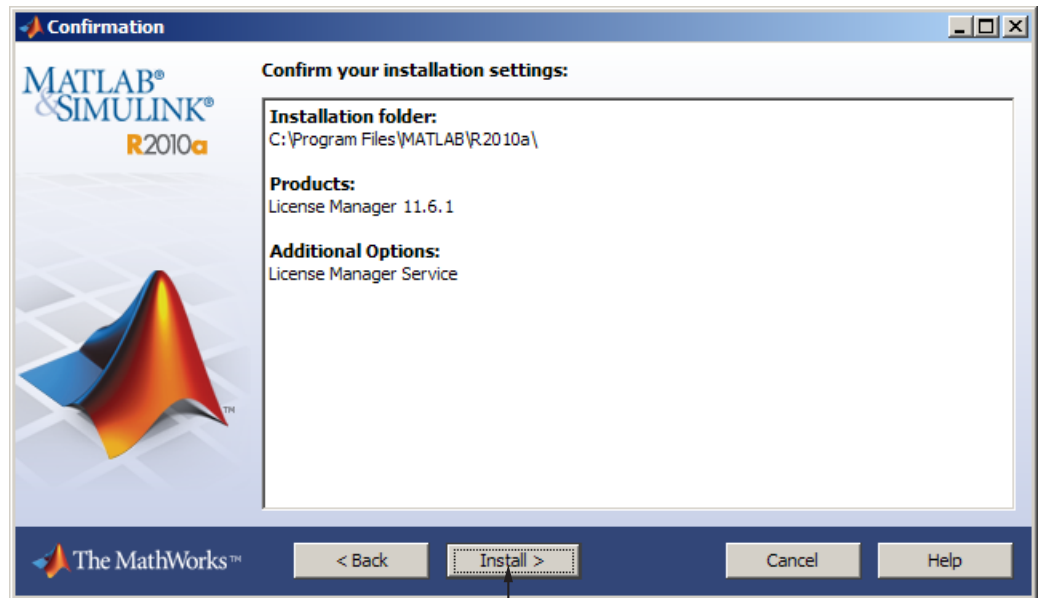 Confirmation
MATLAB®
&SIMULINK®
R2010a
Confirm your installation settings:
Installation folder:
C:\Program Files\MATLAB\R2010a\
Products:
License Manager 11.6.1
Additional Options:
License Manager Service
TM
The MathWorks™
< Back
Install >
Cancel
Help